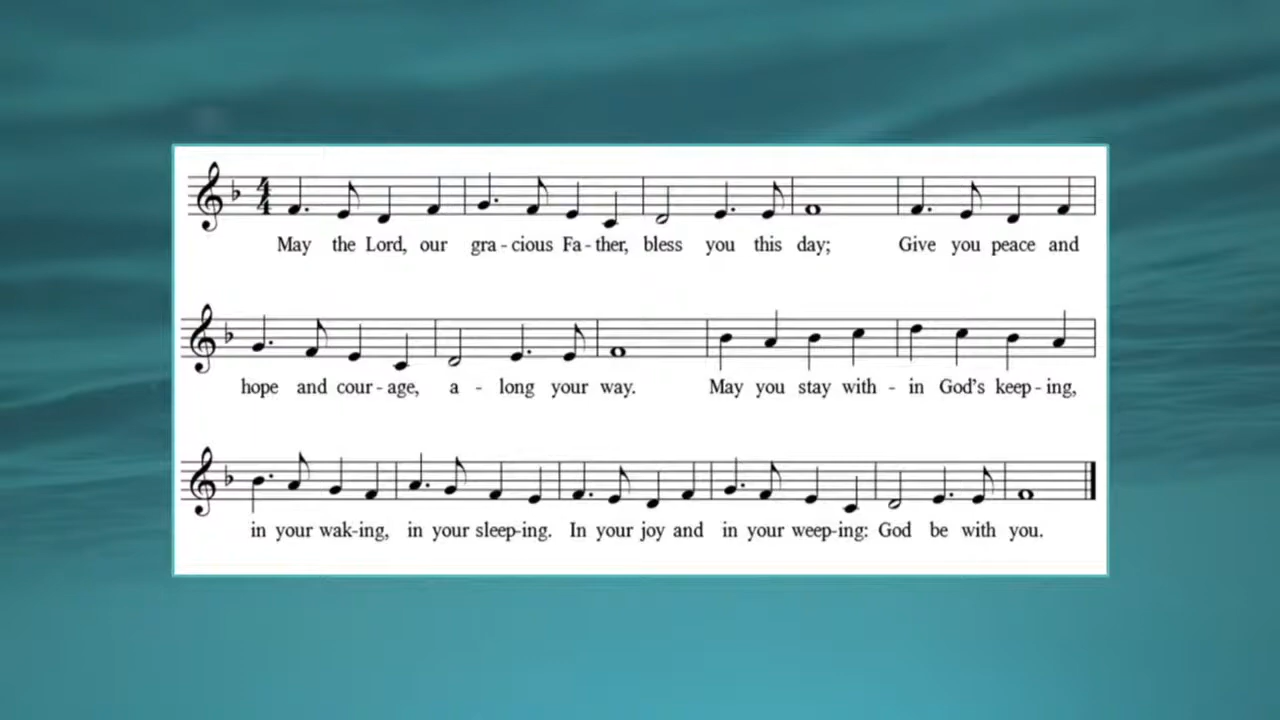 May the Lord, our gra - cious Fa - ther, bless you this day; Give you peace and
hope and cour - age, a - long your way. May you stay with - in God's keep - ing,
in your wak-ing, in your sleep-ing. In your joy and in your weep-ing: God be with you.